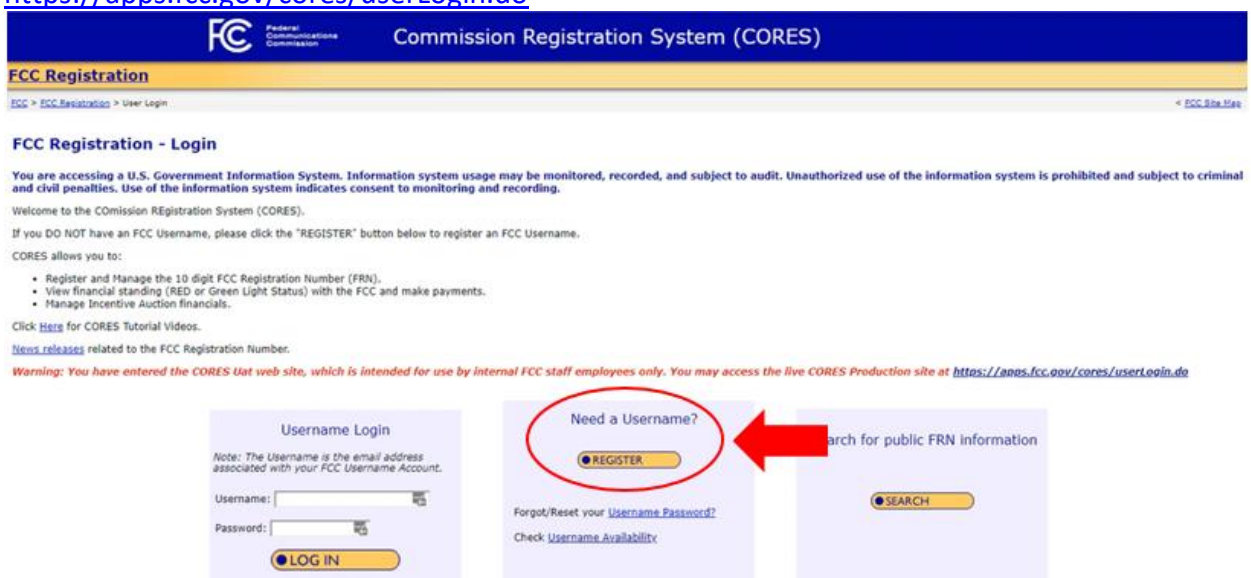 https://apps.fcc.gov/cores/userLogin.do
FC Federal Communications Commission Commission Registration System (CORES)
FCC Registration
FCC > FCC Registration > User Login < FCC Site Map
FCC Registration - Login
You are accessing a U.S. Government Information System. Information system usage may be monitored, recorded, and subject to audit. Unauthorized use of the information system is prohibited and subject to criminal
and civil penalties. Use of the information system indicates consent to monitoring and recording.
Welcome to the COmission REgistration System (CORES).
If you DO NOT have an FCC Username, please click the "REGISTER" button below to register an FCC Username.
CORES allows you to:
• Register and Manage the 10 digit FCC Registration Number (FRN).
• View financial standing (RED or Green Light Status) with the FCC and make payments.
• Manage Incentive Auction financials.
Click Here for CORES Tutorial Videos.
News releases related to the FCC Registration Number.
Warning: You have entered the CORES Uat web site, which is intended for use by internal FCC staff employees only. You may access the live CORES Production site at https://apps.fcc.gov/cores/userLogin.do
Username Login
Note: The Username is the email address
associated with your FCC Username Account.
Username:
Password:
LOG IN
Need a Username?
REGISTER
Forgot/Reset your Username Password?
Check Username Availability
arch for public FRN information
SEARCH